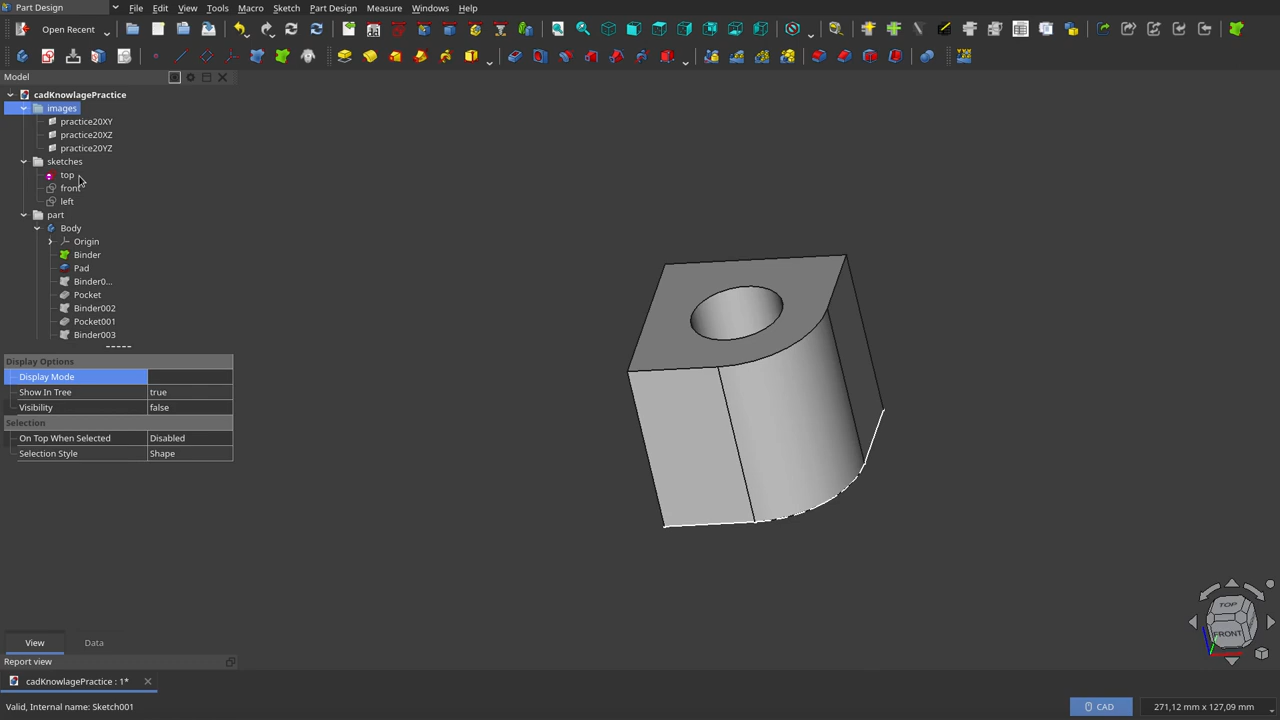 Part Design
File Edit View Tools Macro Sketch Part Design Measure Windows Help
Open Recent
Model
cadKnowlagePractice
images
practice20XY
practice20XZ
practice20YZ
sketches
top
front
left
part
Body
Origin
Binder
Pad
Binder0...
Pocket
Binder002
Pocket001
Binder003
Display Options
Display Mode
Show In Tree true
Visibility false
Selection
On Top When Selected Disabled
Selection Style Shape
TOP
FRONT
View Data
Report view
cadKnowlagePractice : 1*
Valid, Internal name: Sketch001
CAD
271,12 mm x 127,09 mm